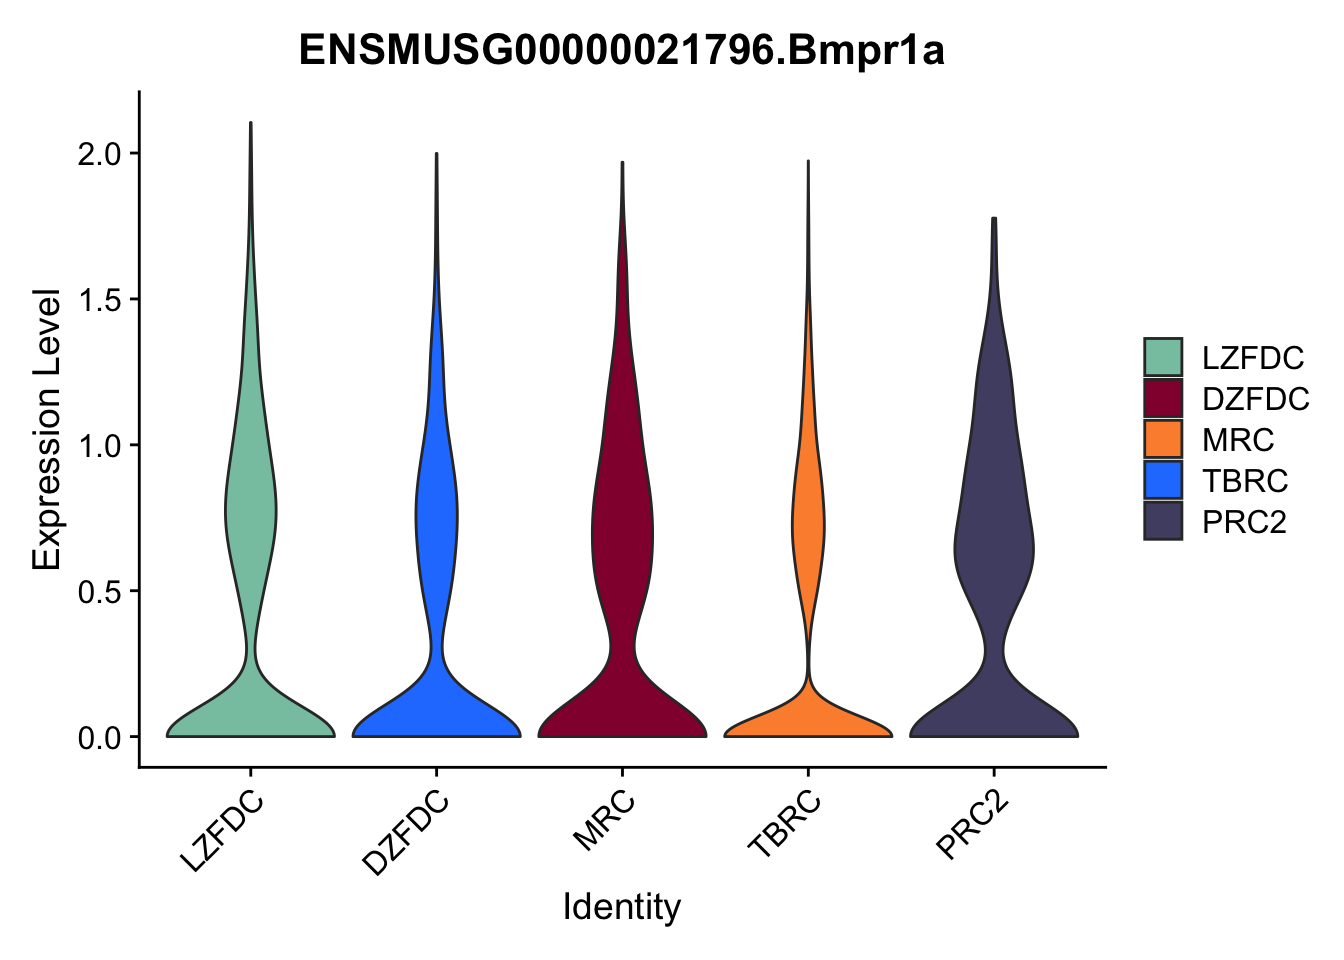 ENSMUSG00000021796.Bmpr1a
Expression Level
2.0
1.5
1.0
0.5
0.0
LZFDC
DZFDC
MRC
TBRC
PRC2
Identity
LZFDC
DZFDC
MRC
TBRC
PRC2